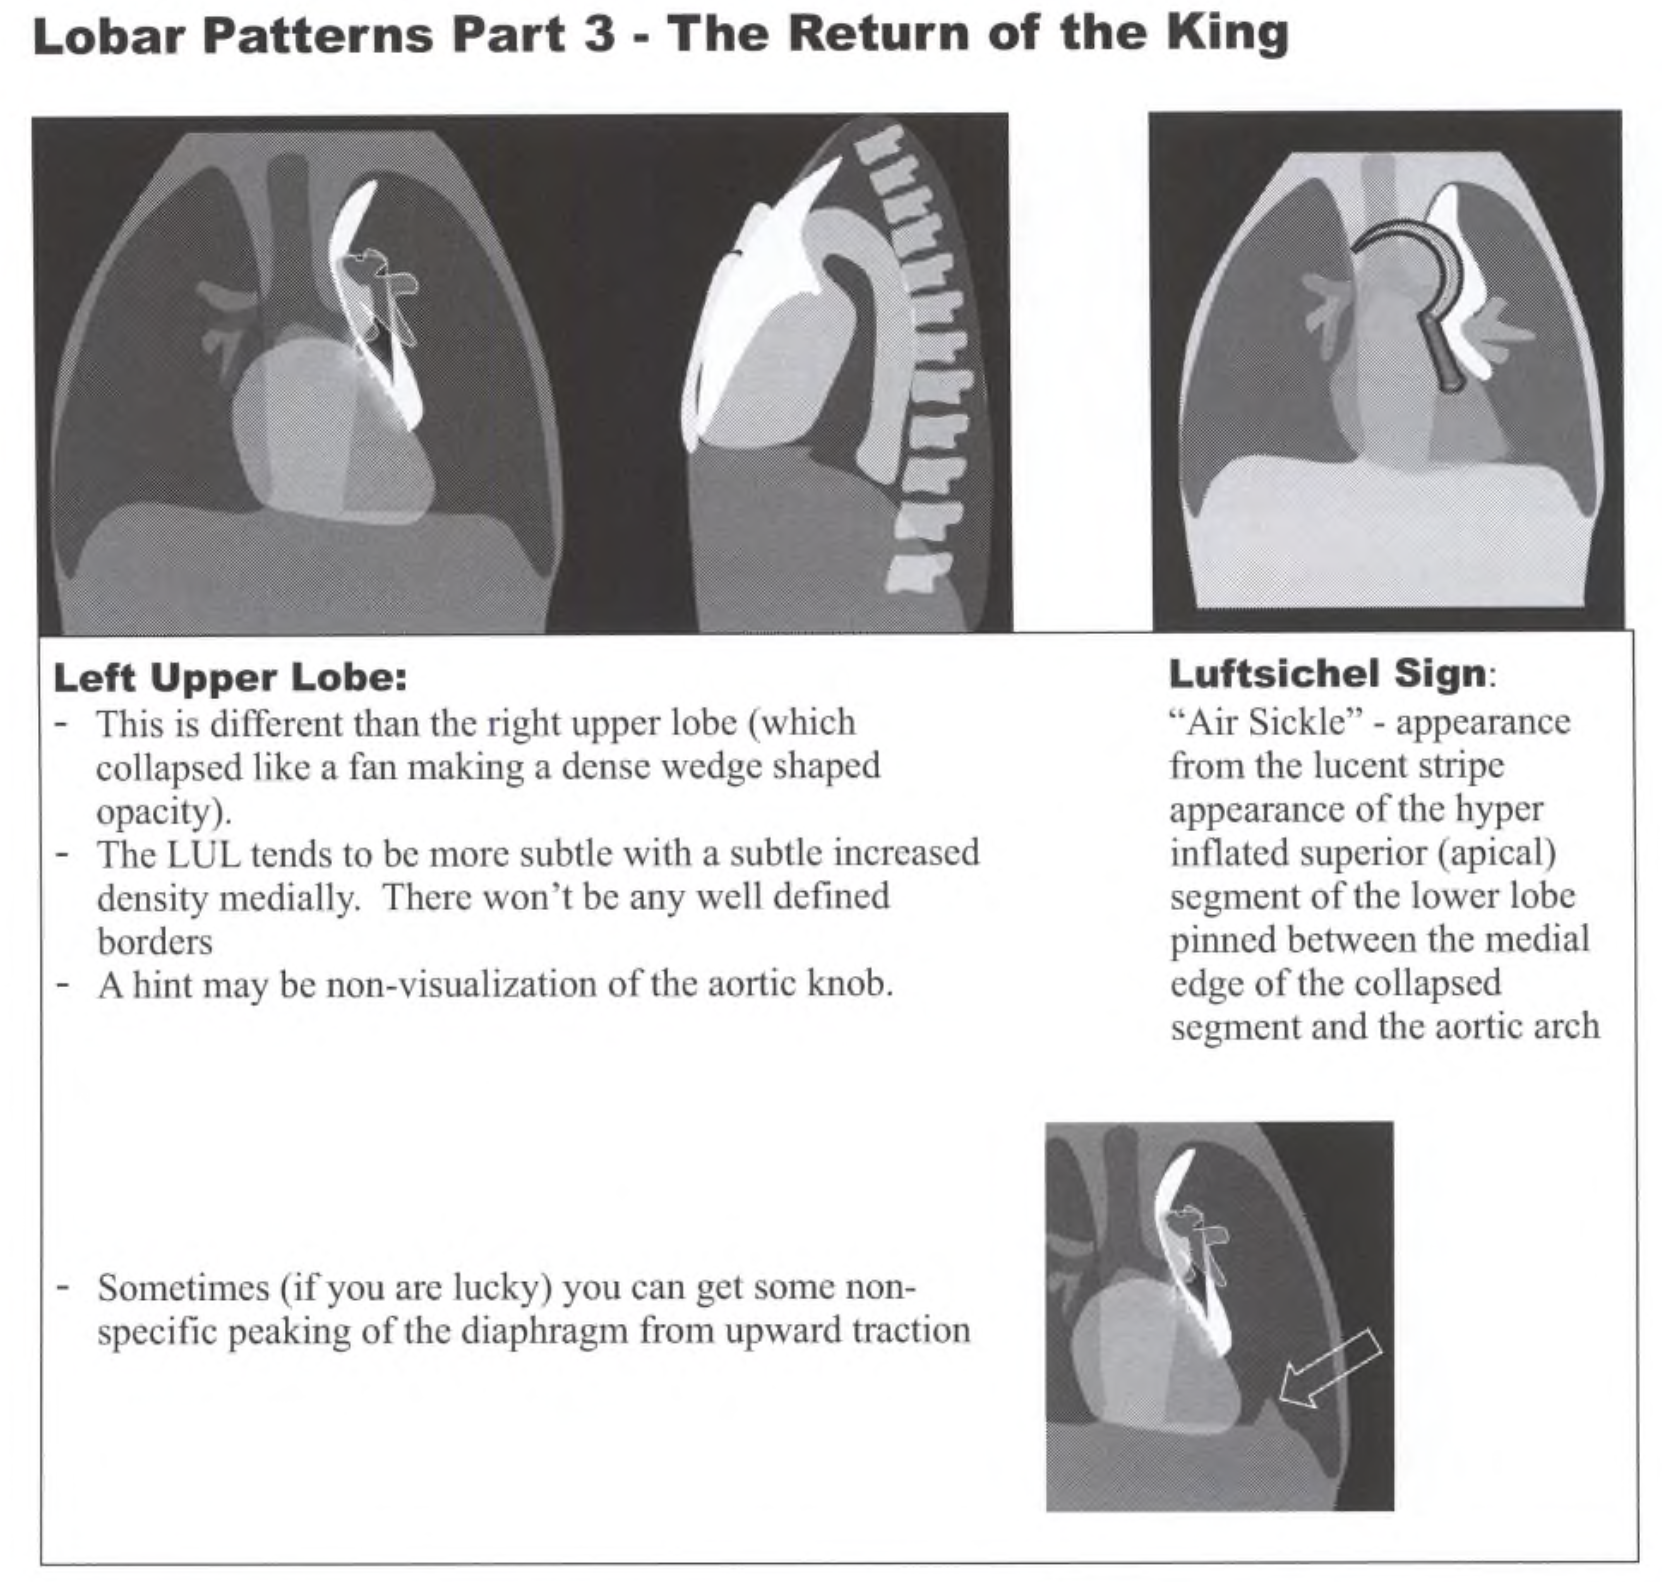 Lobar Patterns Part 3 - The Return of the King
Left Upper Lobe:
- This is different than the right upper lobe (which
collapsed like a fan making a dense wedge shaped
opacity).
- The LUL tends to be more subtle with a subtle increased
density medially. There won't be any well defined
borders
- A hint may be non-visualization of the aortic knob.
- Sometimes (if you are lucky) you can get some non-
specific peaking of the diaphragm from upward traction
Luftsichel Sign:
“Air Sickle” - appearance
from the lucent stripe
appearance of the hyper
inflated superior (apical)
segment of the lower lobe
pinned between the medial
edge of the collapsed
segment and the aortic arch